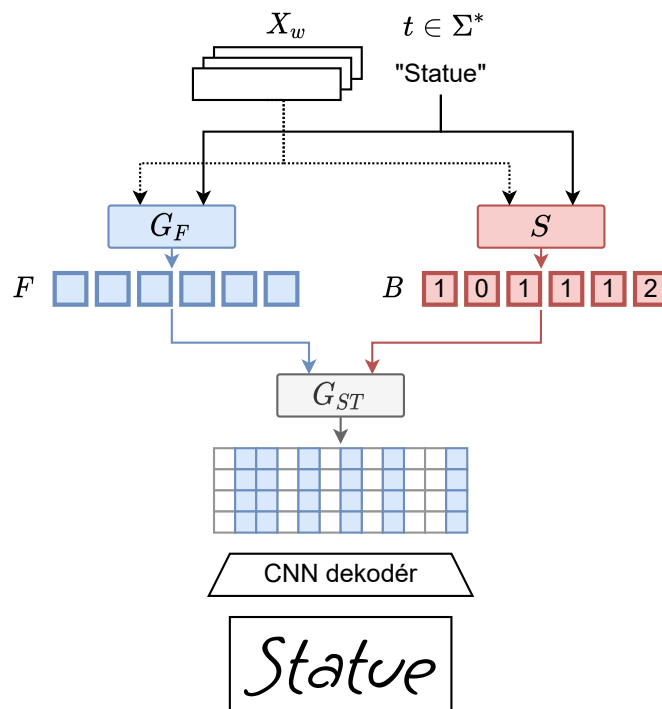 X_w t ∈ Σ*
"Statue"
G_F S
F B 1 0 1 1 1 2
G_ST
CNN dekodér
Statue